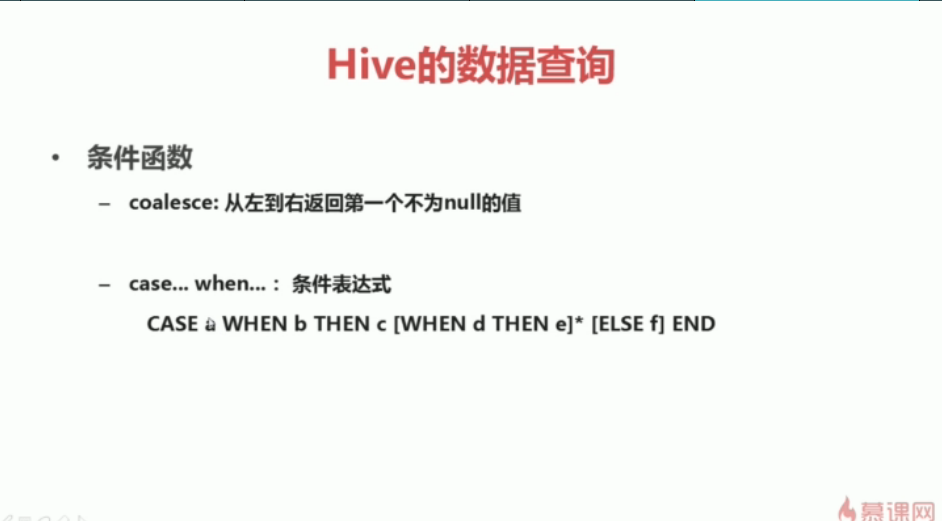 Hive的数据查询
• 条件函数
– coalesce: 从左到右返回第一个不为null的值
– case... when... : 条件表达式
CASE a WHEN b THEN c [WHEN d THEN e]* [ELSE f] END
慕课网